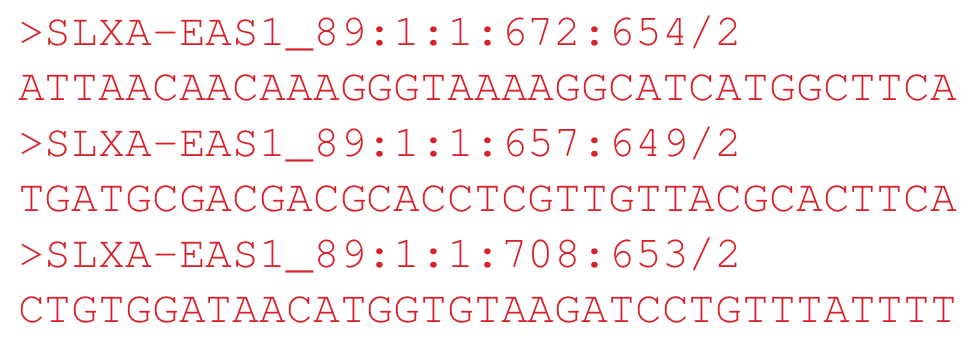 >SLXA-EAS1_89:1:1:672:654/2
ATTAACAACAAAGGGTAAAAGGCATCATGGCTTCA
>SLXA-EAS1_89:1:1:657:649/2
TGATGCGACGACGCACCTCGTTGTTACGCACTTCA
>SLXA-EAS1_89:1:1:708:653/2
CTGTGGATAACATGGTGTAAGATCCTGTTTATTTT